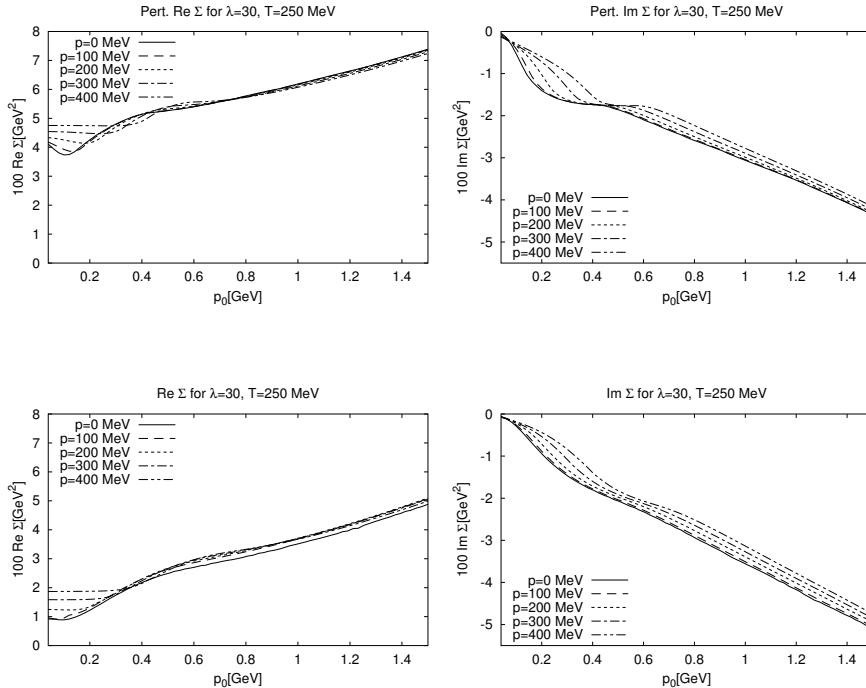 Pert. Re Σ for λ=30, T=250 MeV
100 Re Σ[GeV²]
8
7
6
5
4
3
2
1
0
p=0 MeV
p=100 MeV
p=200 MeV
p=300 MeV
p=400 MeV
0.2 0.4 0.6 0.8 1 1.2 1.4
p₀[GeV]
Pert. Im Σ for λ=30, T=250 MeV
100 Im Σ[GeV²]
0
-1
-2
-3
-4
-5
p=0 MeV
p=100 MeV
p=200 MeV
p=300 MeV
p=400 MeV
0.2 0.4 0.6 0.8 1 1.2 1.4
p₀[GeV]
Re Σ for λ=30, T=250 MeV
100 Re Σ[GeV²]
8
7
6
5
4
3
2
1
0
p=0 MeV
p=100 MeV
p=200 MeV
p=300 MeV
p=400 MeV
0.2 0.4 0.6 0.8 1 1.2 1.4
p₀[GeV]
Im Σ for λ=30, T=250 MeV
100 Im Σ[GeV²]
0
-1
-2
-3
-4
-5
p=0 MeV
p=100 MeV
p=200 MeV
p=300 MeV
p=400 MeV
0.2 0.4 0.6 0.8 1 1.2 1.4
p₀[GeV]